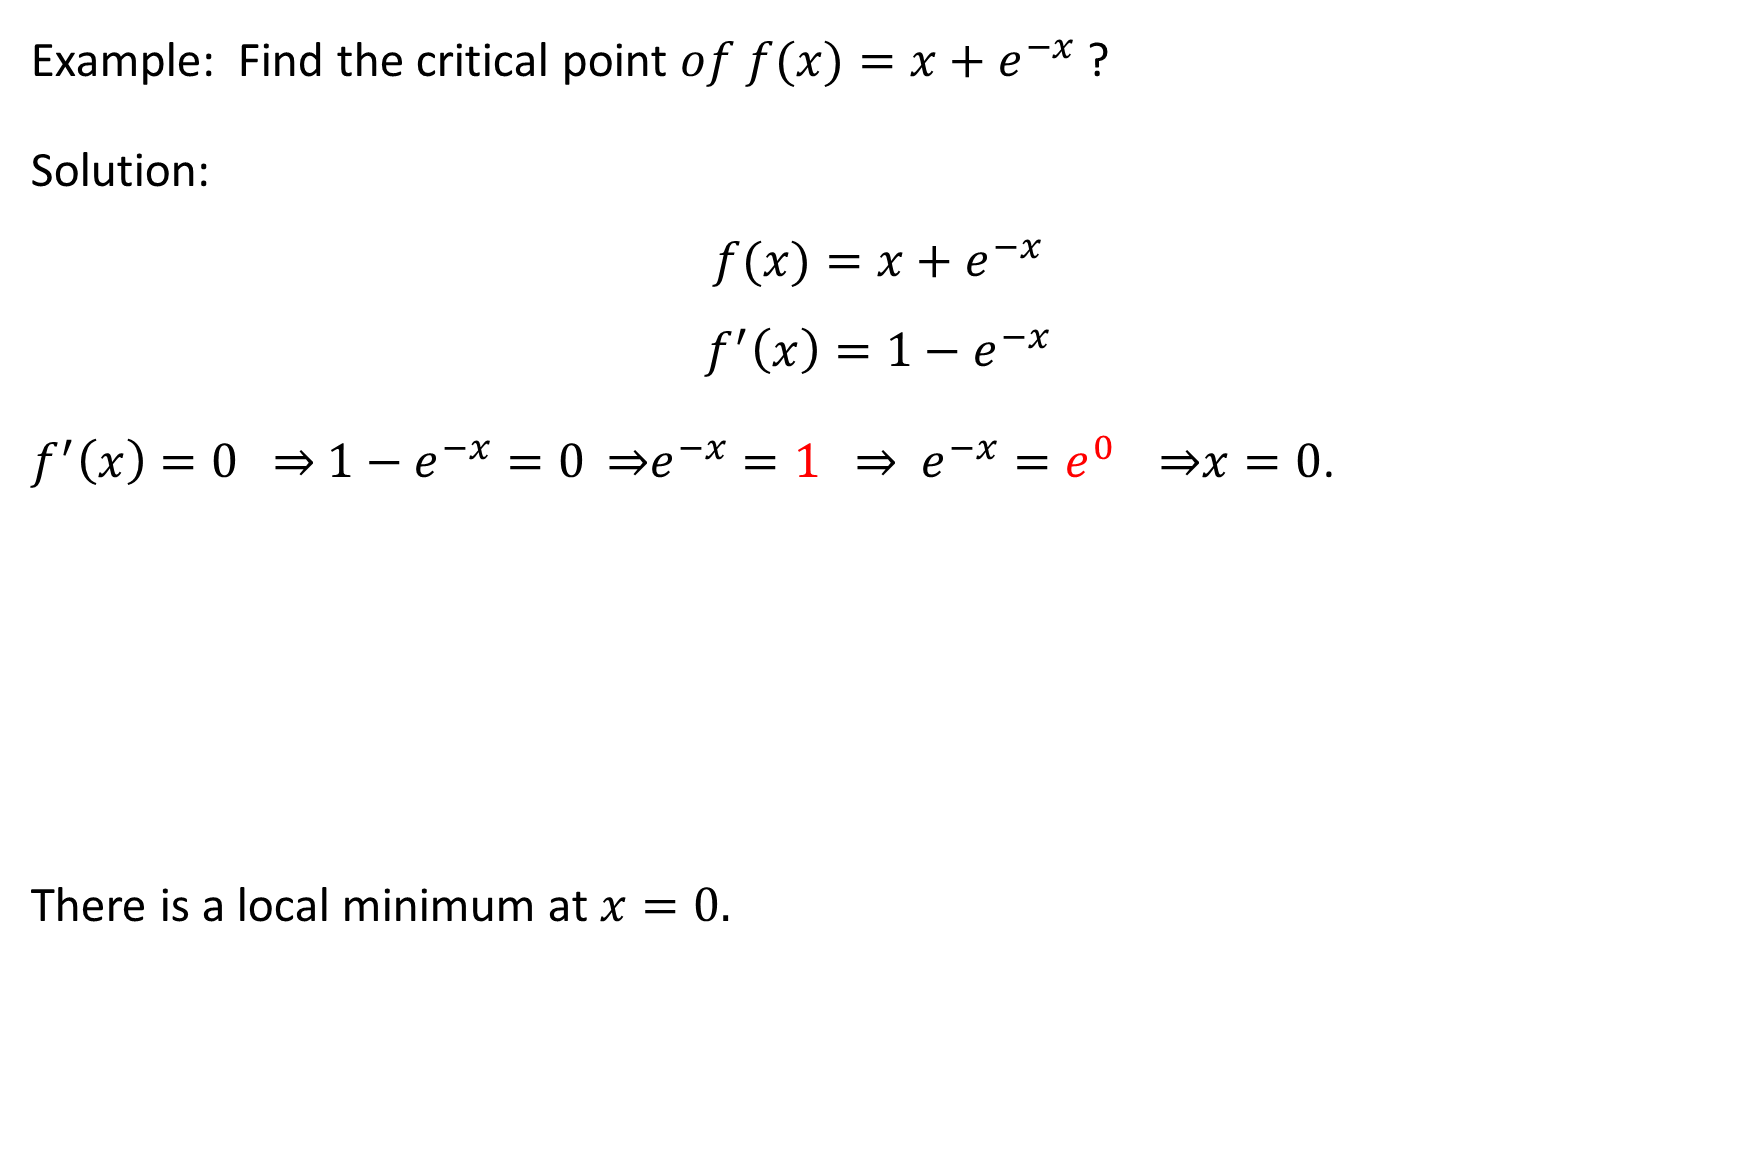 Example: Find the critical point of f(x) = x + e⁻ˣ ?
Solution:
f(x) = x + e⁻ˣ
f′(x) = 1 − e⁻ˣ
f′(x) = 0 ⇒ 1 − e⁻ˣ = 0 ⇒e⁻ˣ = 1 ⇒ e⁻ˣ = e⁰ ⇒x = 0.
There is a local minimum at x = 0.